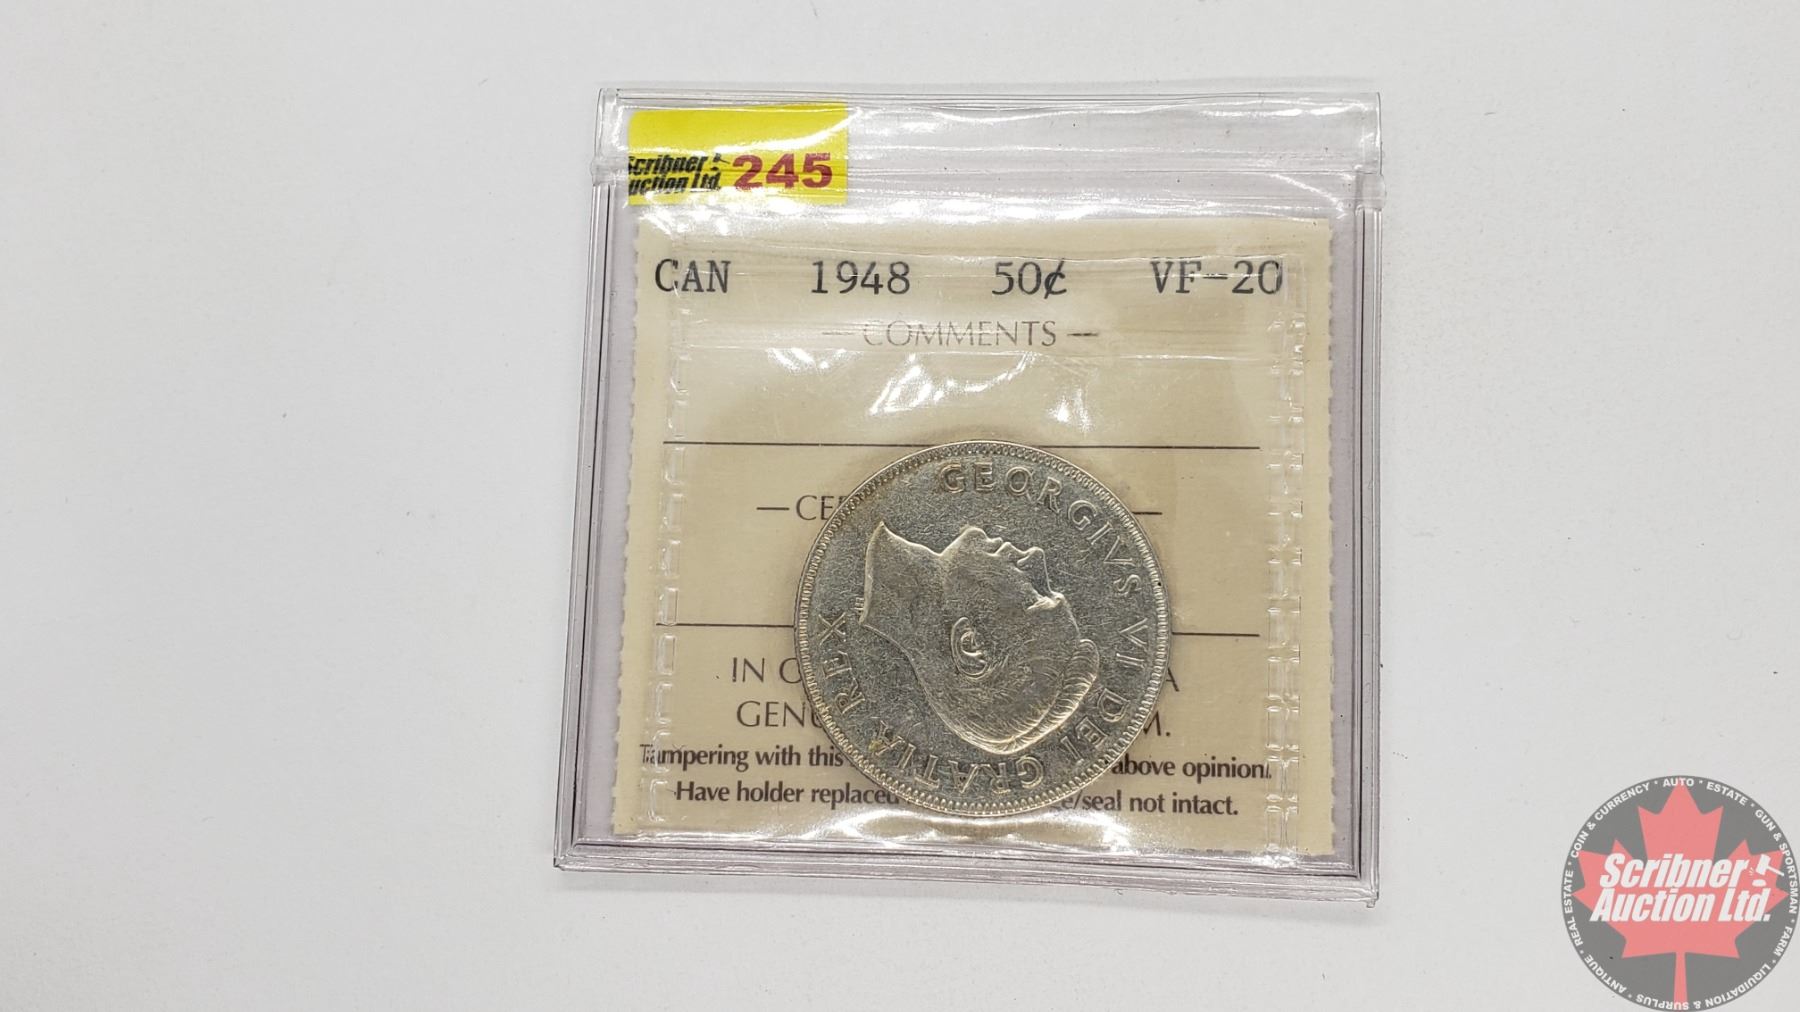 Scribner
Auction Ltd.
245
CAN 1948 50¢ VF-20
— COMMENTS —
— CE —
IN O A
GENU M.
Tampering with this above opinion.
Have holder replaced e/seal not intact.
GEORGIVS VI DEI GRATIA REX
COIN & CURRENCY · AUTO · ESTATE · GUN & SPORTSMAN · FARM · LIQUIDATION & SURPLUS · ANTIQUE · REAL ESTATE ·
Scribner
Auction Ltd.